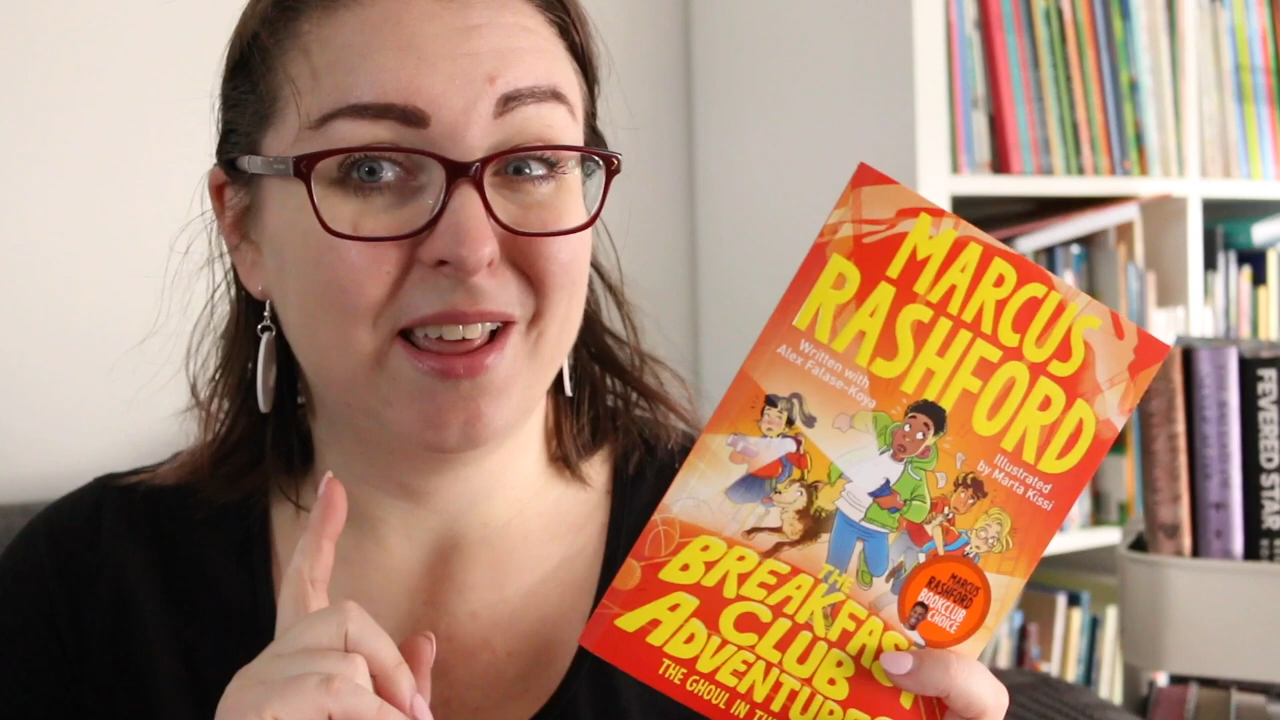 MARCUS
RASHFORD
Written with
Alex Falase-Koya
Illustrated
by Marta Kissi
MARCUS
RASHFORD
BOOKCLUB
CHOICE
THE
BREAKFAST
CLUB
ADVENTURES
THE GHOUL IN
FEVERED STAR